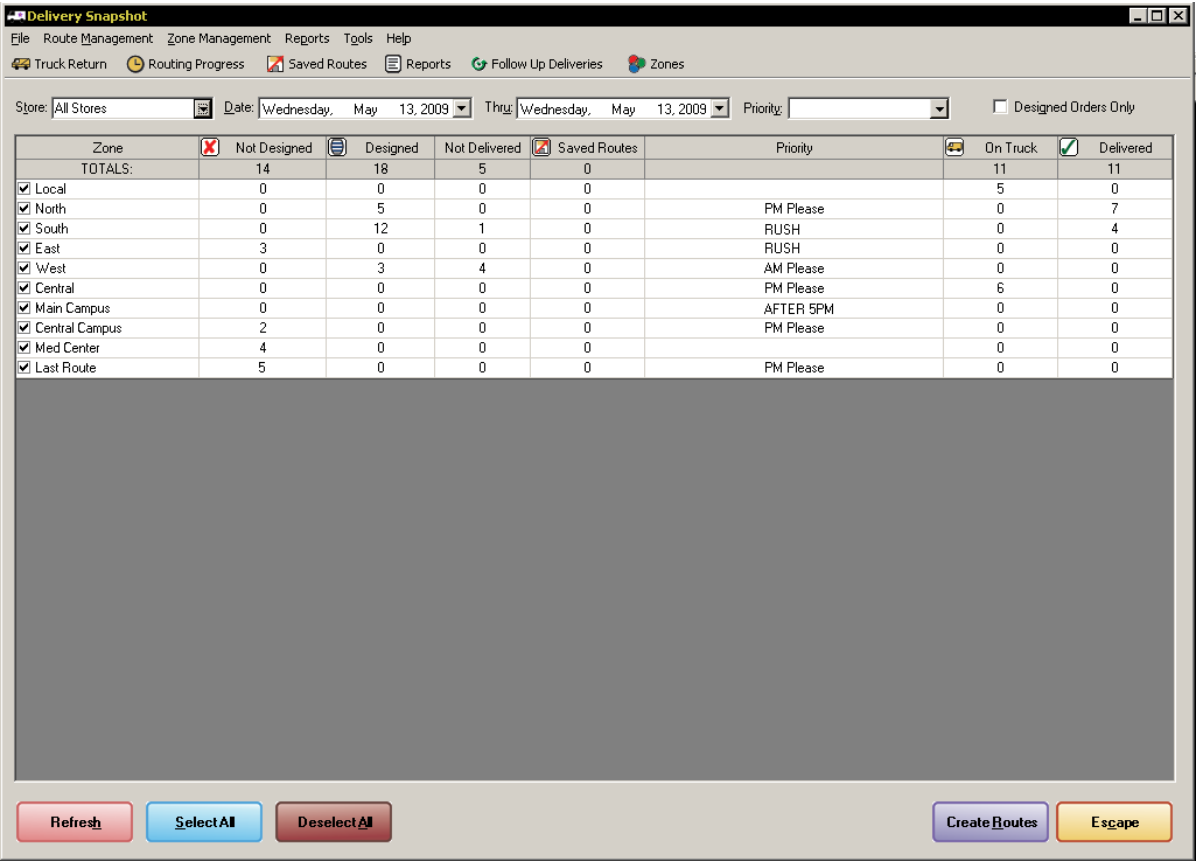 Delivery Snapshot
File Route Management Zone Management Reports Tools Help
Truck Return Routing Progress Saved Routes Reports Follow Up Deliveries Zones
Store: All Stores Date: Wednesday, May 13, 2009 Thru: Wednesday, May 13, 2009 Priority: Designed Orders Only
Zone Not Designed Designed Not Delivered Saved Routes Priority On Truck Delivered
TOTALS: 14 18 5 0 11 11
Local 0 0 0 0 5 0
North 0 5 0 0 PM Please 0 7
South 0 12 1 0 RUSH 0 4
East 3 0 0 0 RUSH 0 0
West 0 3 4 0 AM Please 0 0
Central 0 0 0 0 PM Please 6 0
Main Campus 0 0 0 0 AFTER 5PM 0 0
Central Campus 2 0 0 0 PM Please 0 0
Med Center 4 0 0 0 0 0
Last Route 5 0 0 0 PM Please 0 0
Refresh Select All Deselect All Create Routes Escape